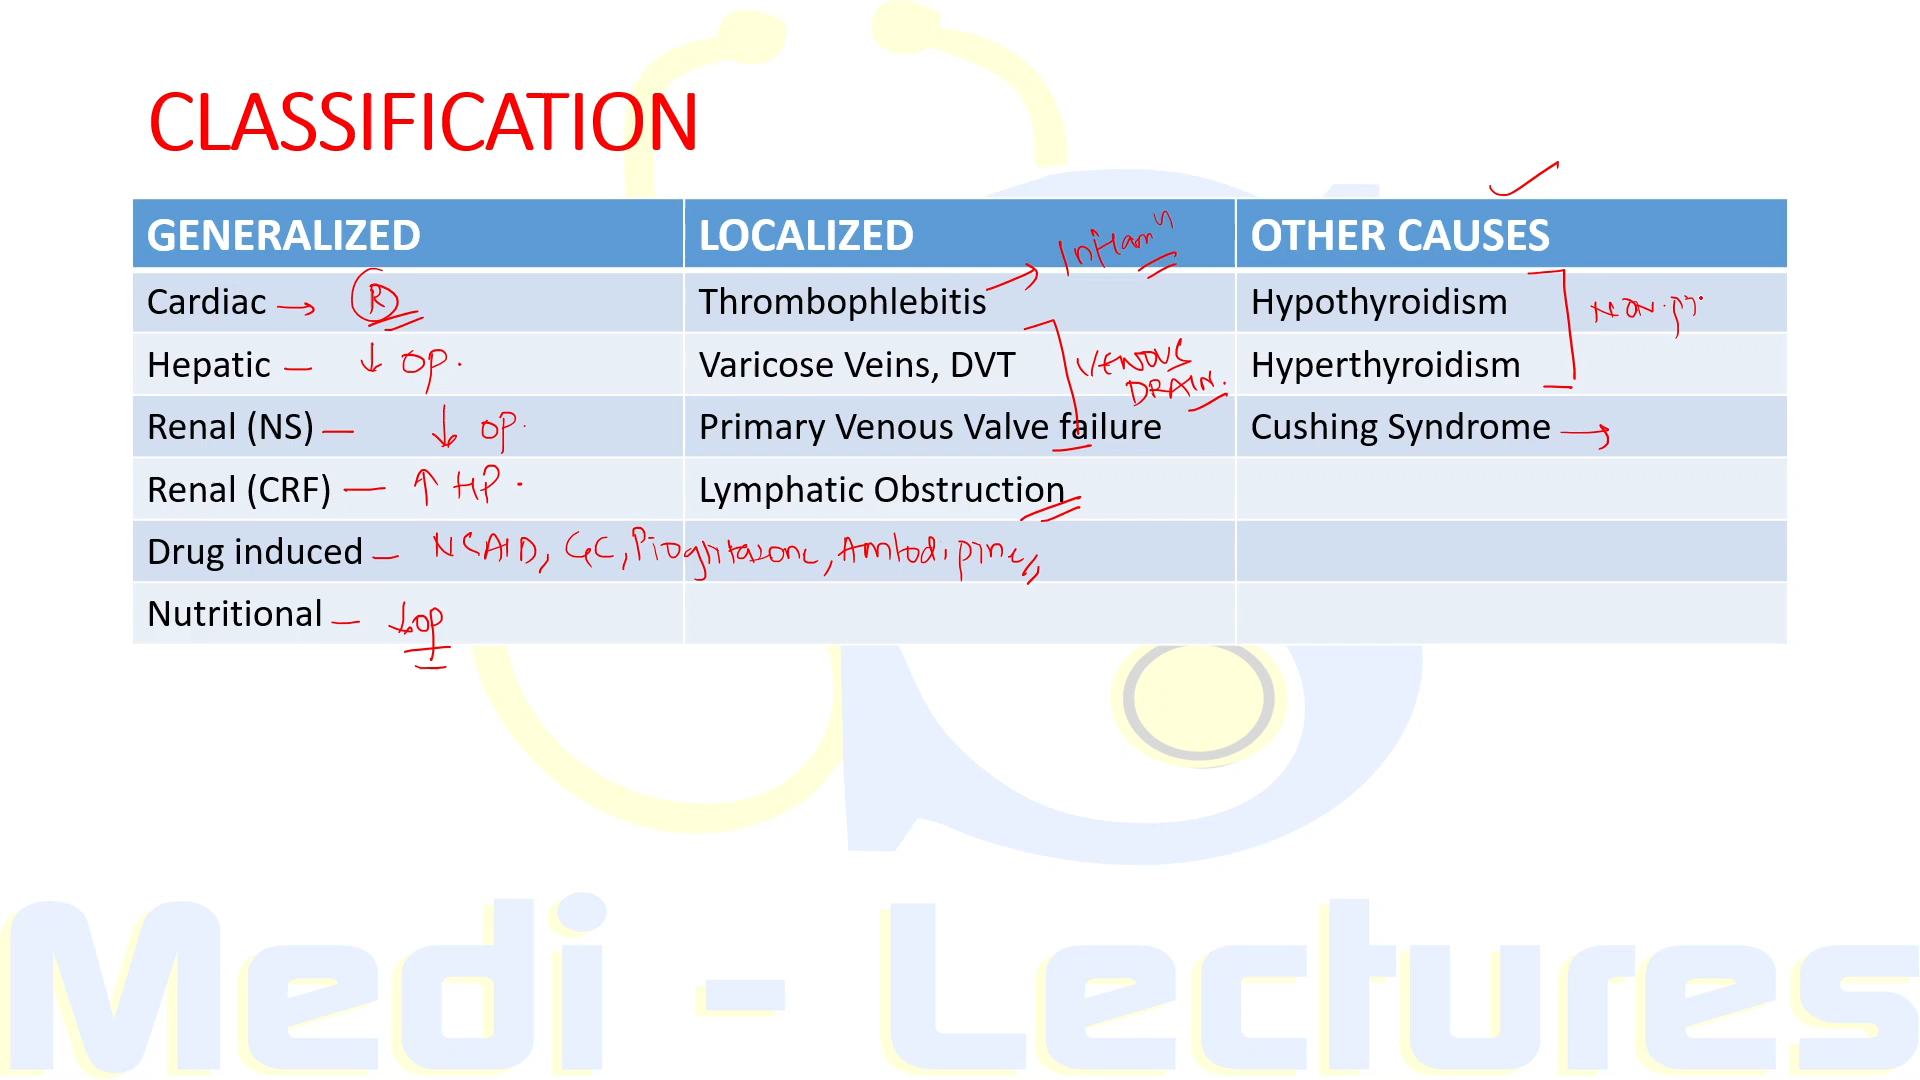 CLASSIFICATION
GENERALIZED LOCALIZED OTHER CAUSES
Cardiac → R Thrombophlebitis → Hypothyroidism
Hepatic – ↓ OP. Varicose Veins, DVT VENOUS DRAIN. Hyperthyroidism
Renal (NS) – ↓ OP. Primary Venous Valve failure Cushing Syndrome →
Renal (CRF) – ↑ HP. Lymphatic Obstruction
Drug induced – NSAID, GC, Pioglitazone, Amlodipine
Nutritional – ↓OP
Medi - Lectures